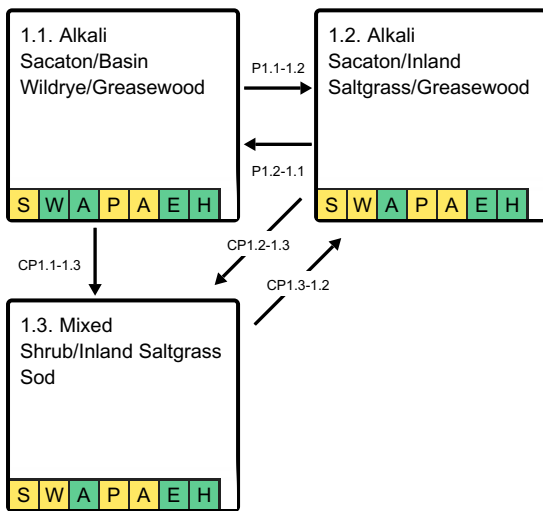 1.1. Alkali
Sacaton/Basin
Wildrye/Greasewood
S W A P A E H
P1.1-1.2
P1.2-1.1
1.2. Alkali
Sacaton/Inland
Saltgrass/Greasewood
S W A P A E H
CP1.1-1.3
CP1.2-1.3
CP1.3-1.2
1.3. Mixed
Shrub/Inland Saltgrass
Sod
S W A P A E H